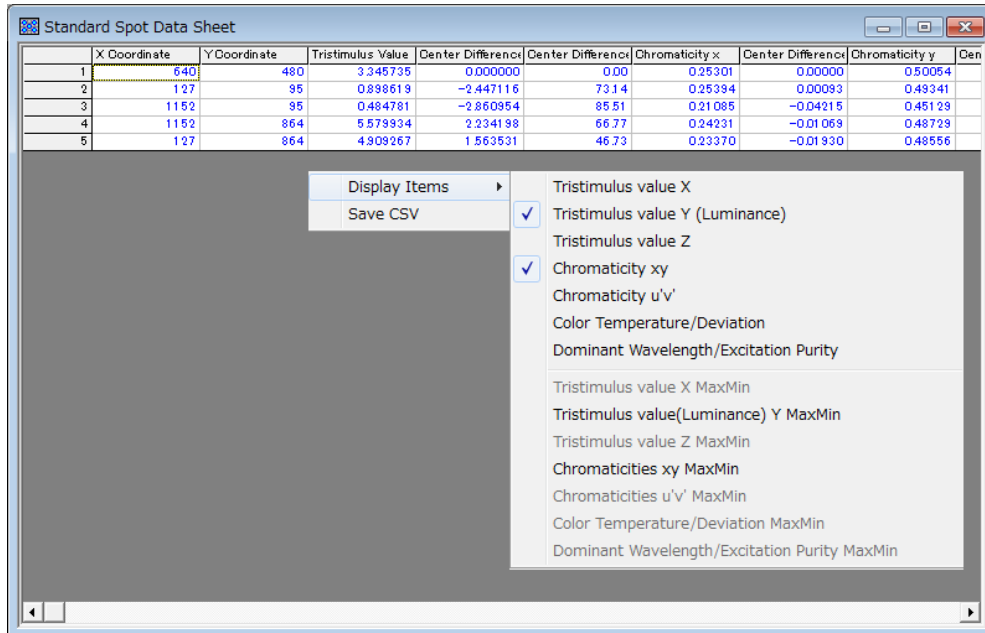 Standard Spot Data Sheet
X Coordinate Y Coordinate Tristimulus Value Center Difference Center Difference Chromaticity x Center Difference Chromaticity y Cen
1 640 480 3.345735 0.000000 0.00 0.25301 0.00000 0.50054
2 127 95 0.898619 -2.447116 73.14 0.25394 0.00093 0.49341
3 1152 95 0.484781 -2.860954 85.51 0.21085 -0.04215 0.45129
4 1152 864 5.579934 2.234198 66.77 0.24231 -0.01069 0.48729
5 127 864 4.909267 1.563531 46.73 0.23370 -0.01930 0.48556
Display Items
Save CSV
Tristimulus value X
Tristimulus value Y (Luminance)
Tristimulus value Z
Chromaticity xy
Chromaticity u'v'
Color Temperature/Deviation
Dominant Wavelength/Excitation Purity
Tristimulus value X MaxMin
Tristimulus value(Luminance) Y MaxMin
Tristimulus value Z MaxMin
Chromaticities xy MaxMin
Chromaticities u'v' MaxMin
Color Temperature/Deviation MaxMin
Dominant Wavelength/Excitation Purity MaxMin